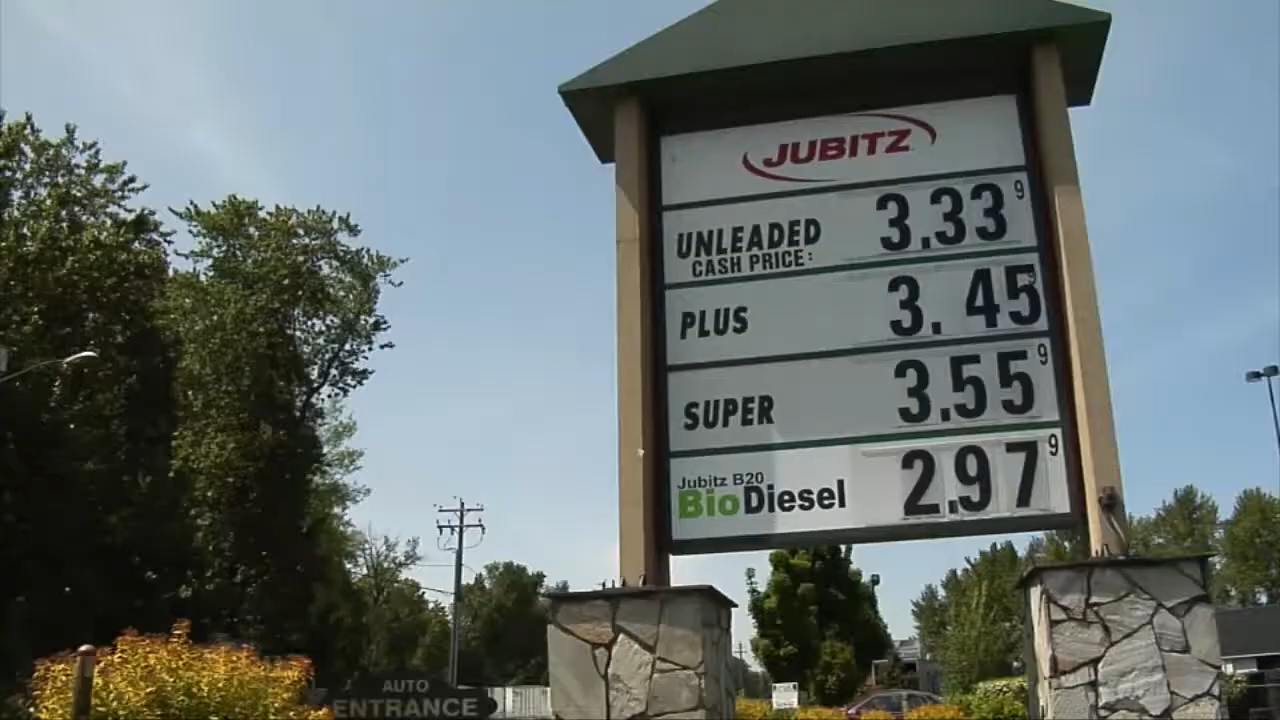 JUBITZ
UNLEADED 3.33 9
CASH PRICE:
PLUS 3.45 9
SUPER 3.55 9
Jubitz B20
BioDiesel 2.97 9
AUTO
ENTRANCE